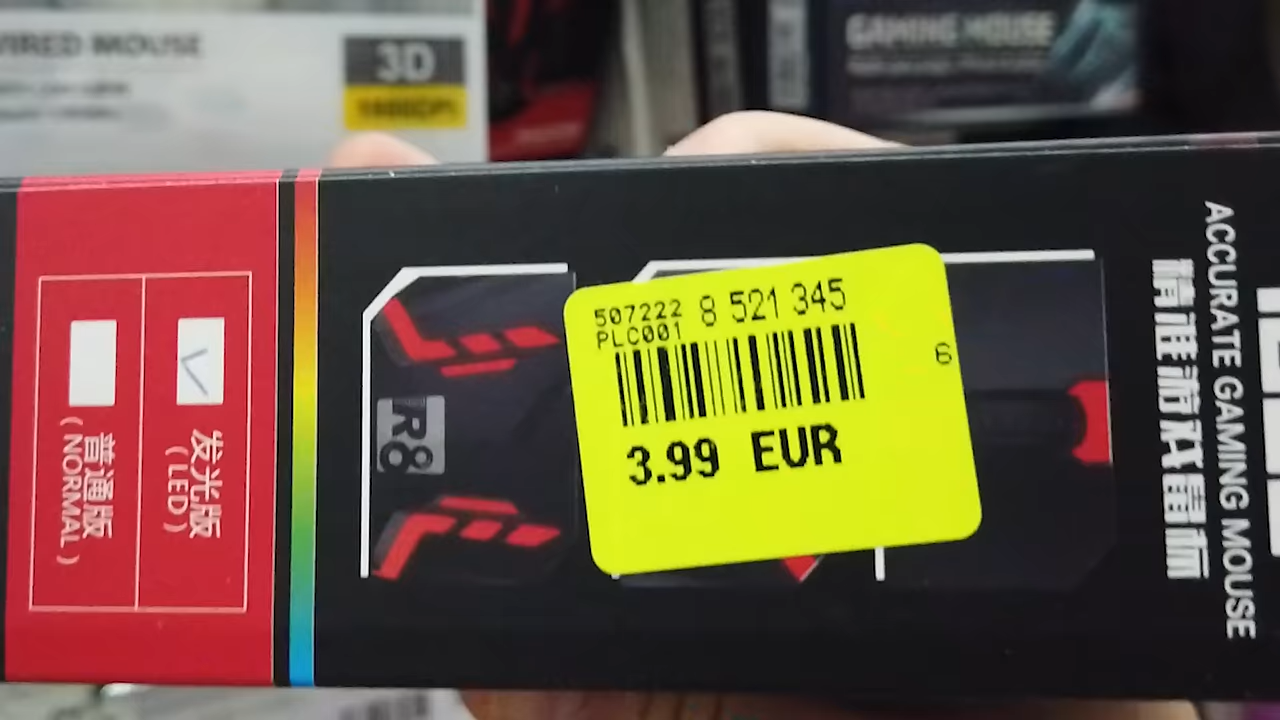 WIRED MOUSE
3D
GAMING MOUSE
507222 8 521 345
PLC001
6
3.99 EUR
R8
发光版
(LED)
普通版
(NORMAL)
ACCURATE GAMING MOUSE
精准游戏鼠标